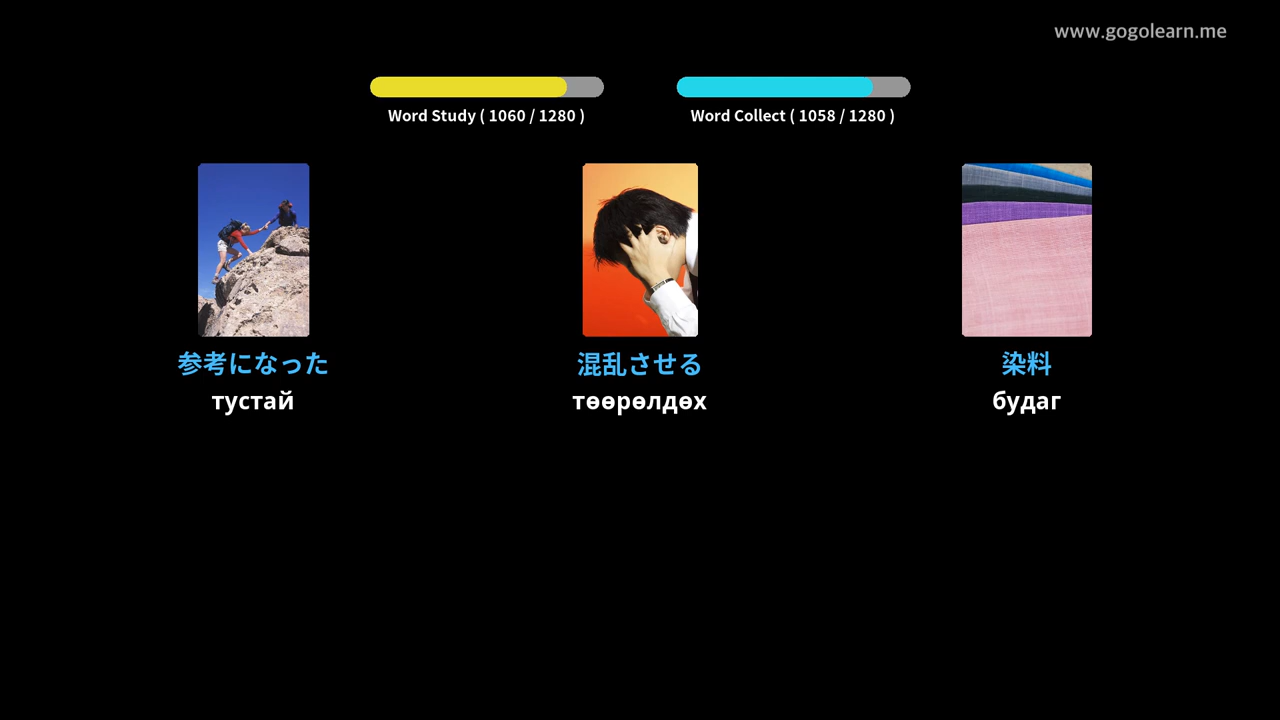 www.gogolearn.me
Word Study ( 1060 / 1280 )
Word Collect ( 1058 / 1280 )
参考になった
混乱させる
染料
тустай
төөрөлдөх
будаг